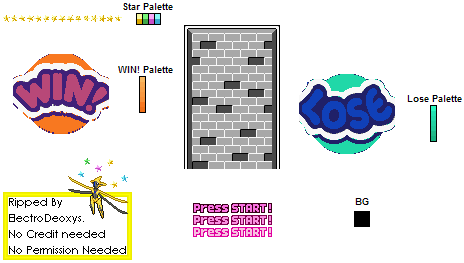 Star Palette
WIN!
WIN! Palette
LOSE
Lose Palette
Ripped By
ElectroDeoxys.
No Credit needed
No Permission Needed
Press START!
Press START!
Press START!
BG